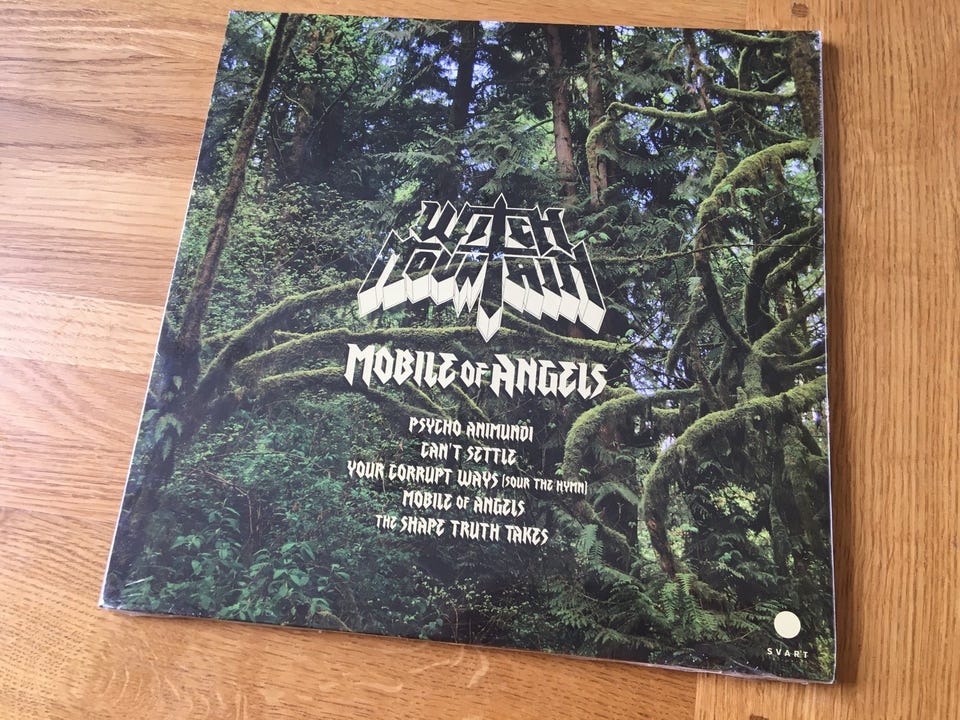 WITCH
MOUNTAIN
MOBILE OF ANGELS
PSYCHO ANIMUNDI
CAN'T SETTLE
YOUR CORRUPT WAYS (SOUR THE HYMN)
MOBILE OF ANGELS
THE SHAPE TRUTH TAKES
SVART